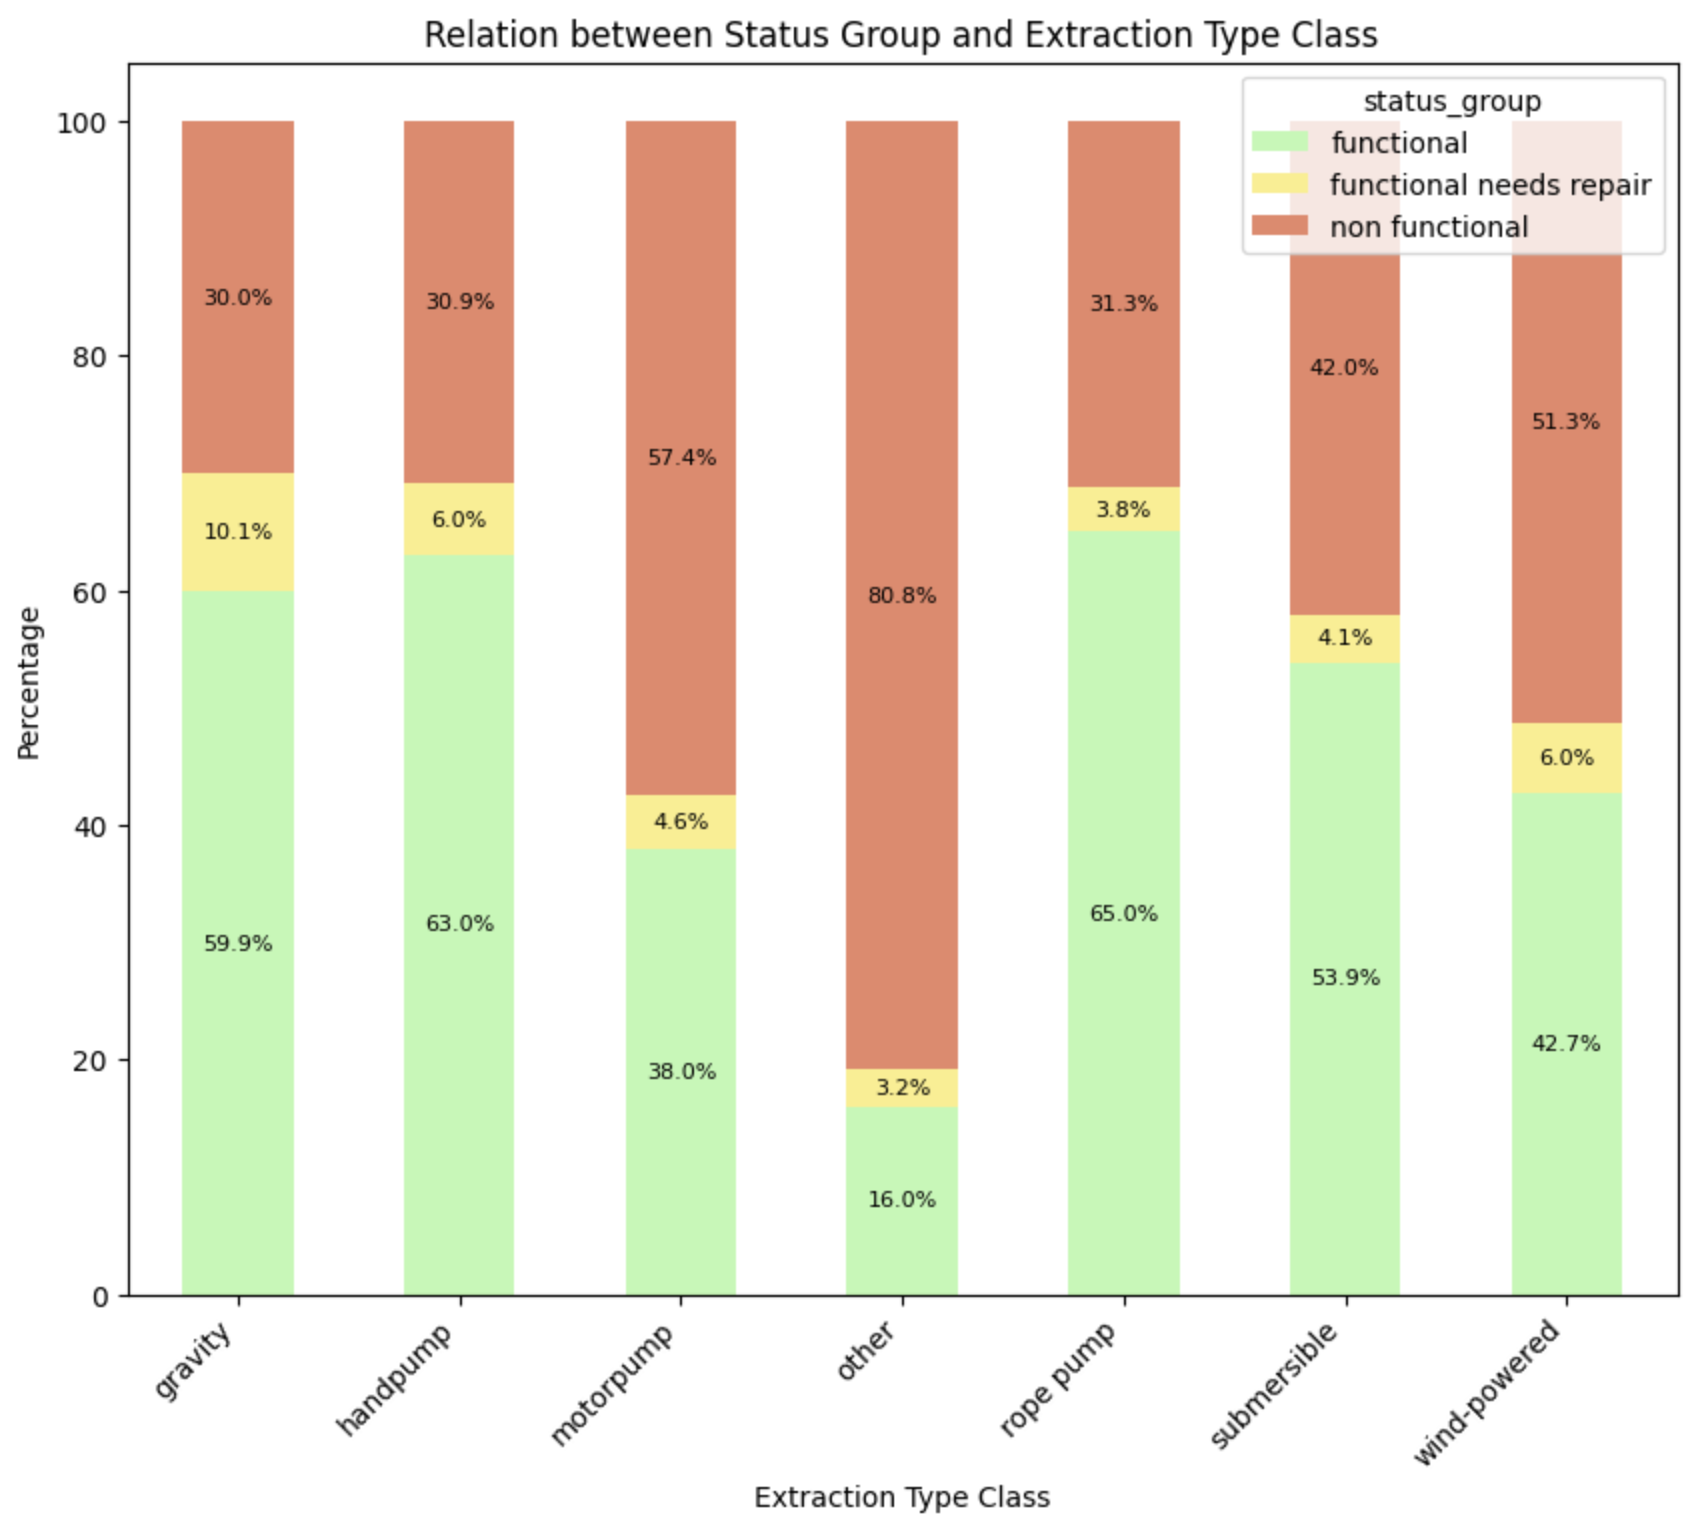 Relation between Status Group and Extraction Type Class
status_group
functional
functional needs repair
non functional
Percentage
100
80
60
40
20
0
30.0%
10.1%
59.9%
30.9%
6.0%
63.0%
57.4%
4.6%
38.0%
80.8%
3.2%
16.0%
31.3%
3.8%
65.0%
42.0%
4.1%
53.9%
51.3%
6.0%
42.7%
gravity
handpump
motorpump
other
rope pump
submersible
wind-powered
Extraction Type Class